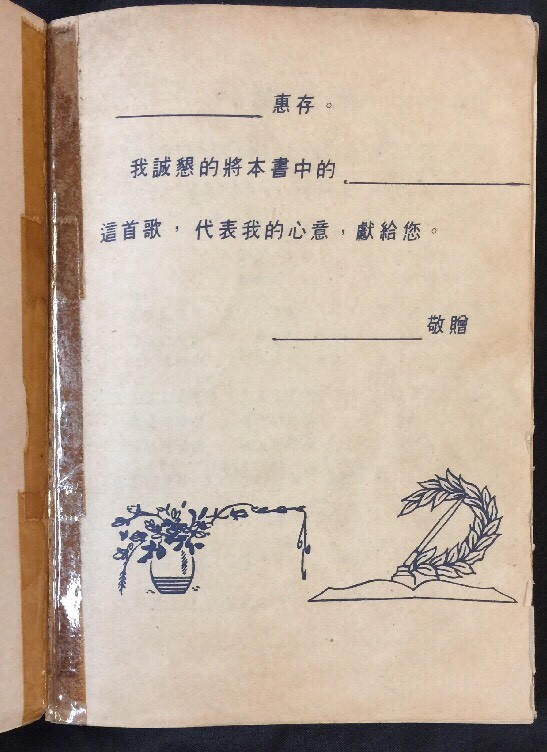 惠存。
我誠懇的將本書中的
這首歌，代表我的心意，獻給您。
敬贈